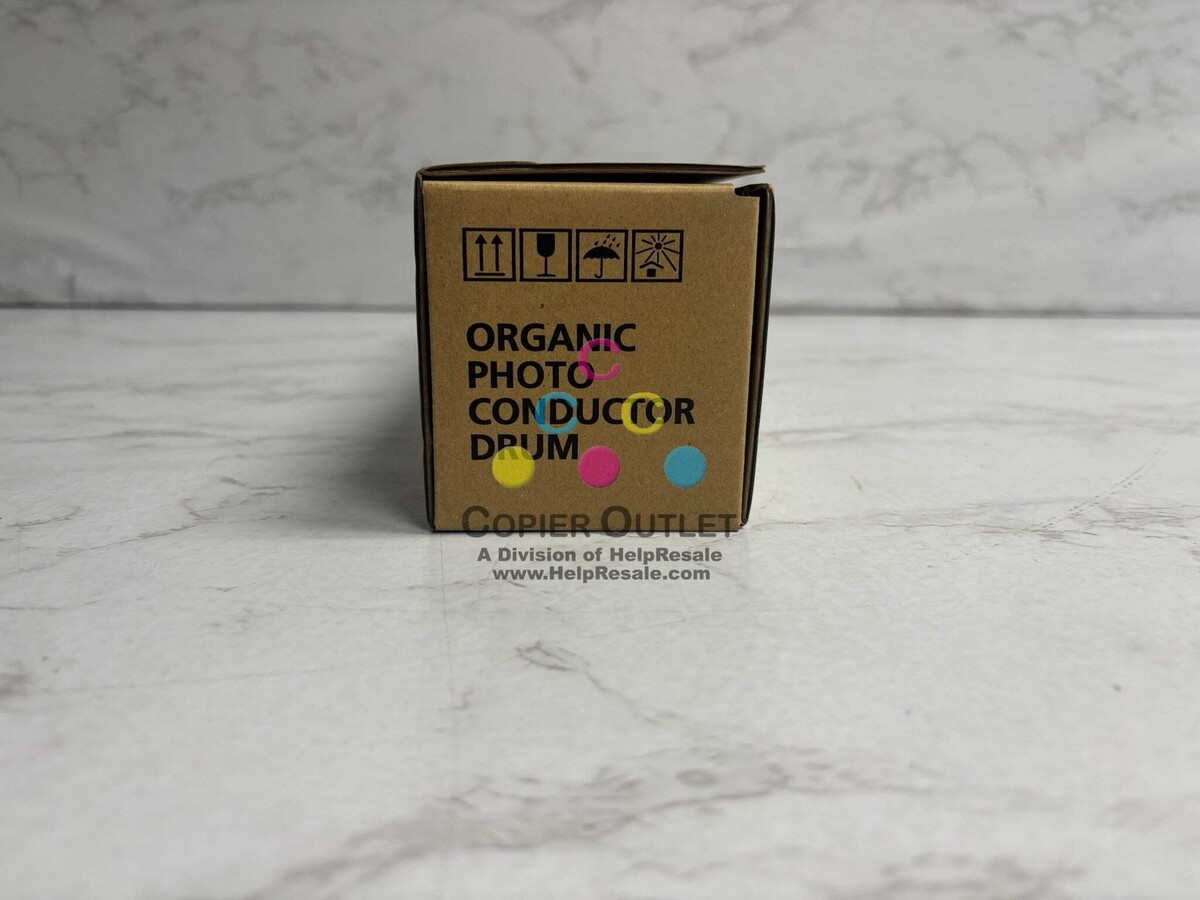 ORGANIC
PHOTO
CONDUCTOR
DRUM
C
C C
COPIER OUTLET
A Division of HelpResale
www.HelpResale.com